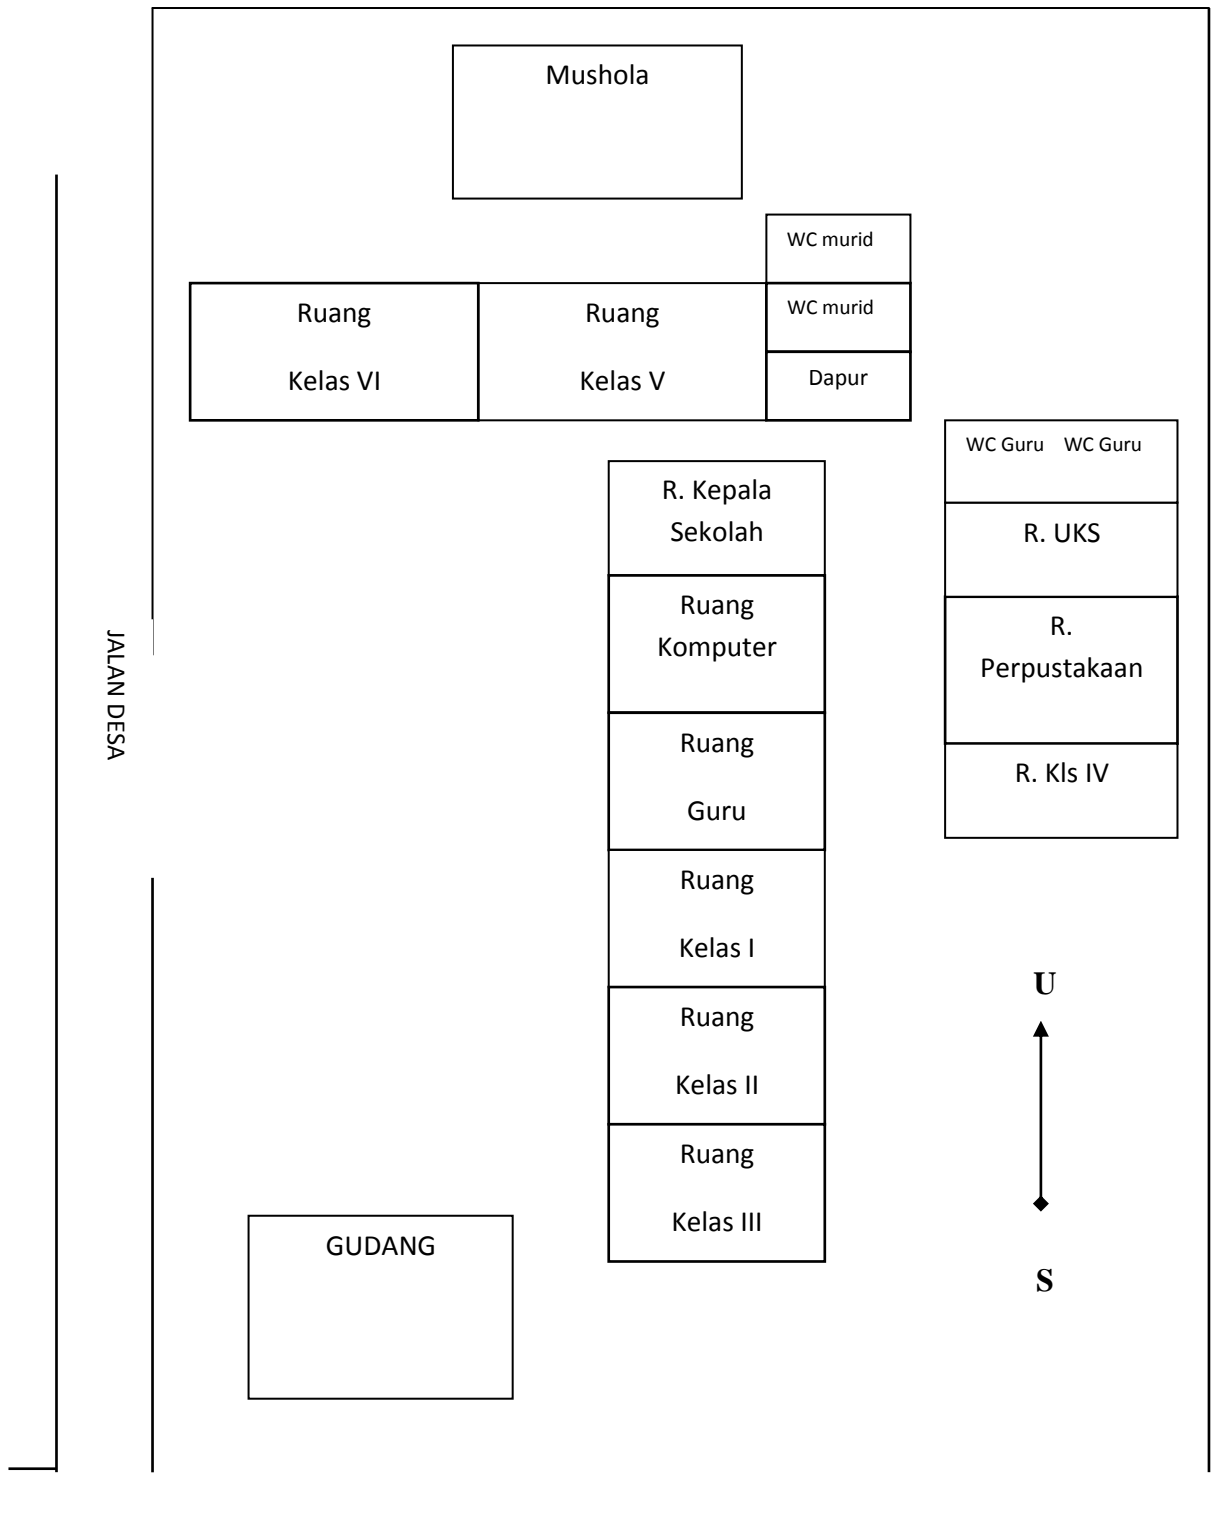 Mushola
WC murid
Ruang
Kelas VI
Ruang
Kelas V
WC murid
Dapur
WC Guru WC Guru
R. Kepala
Sekolah
R. UKS
Ruang
Komputer
R.
Perpustakaan
JALAN DESA
Ruang
Guru
R. Kls IV
Ruang
Kelas I
Ruang
Kelas II
Ruang
Kelas III
U
S
GUDANG